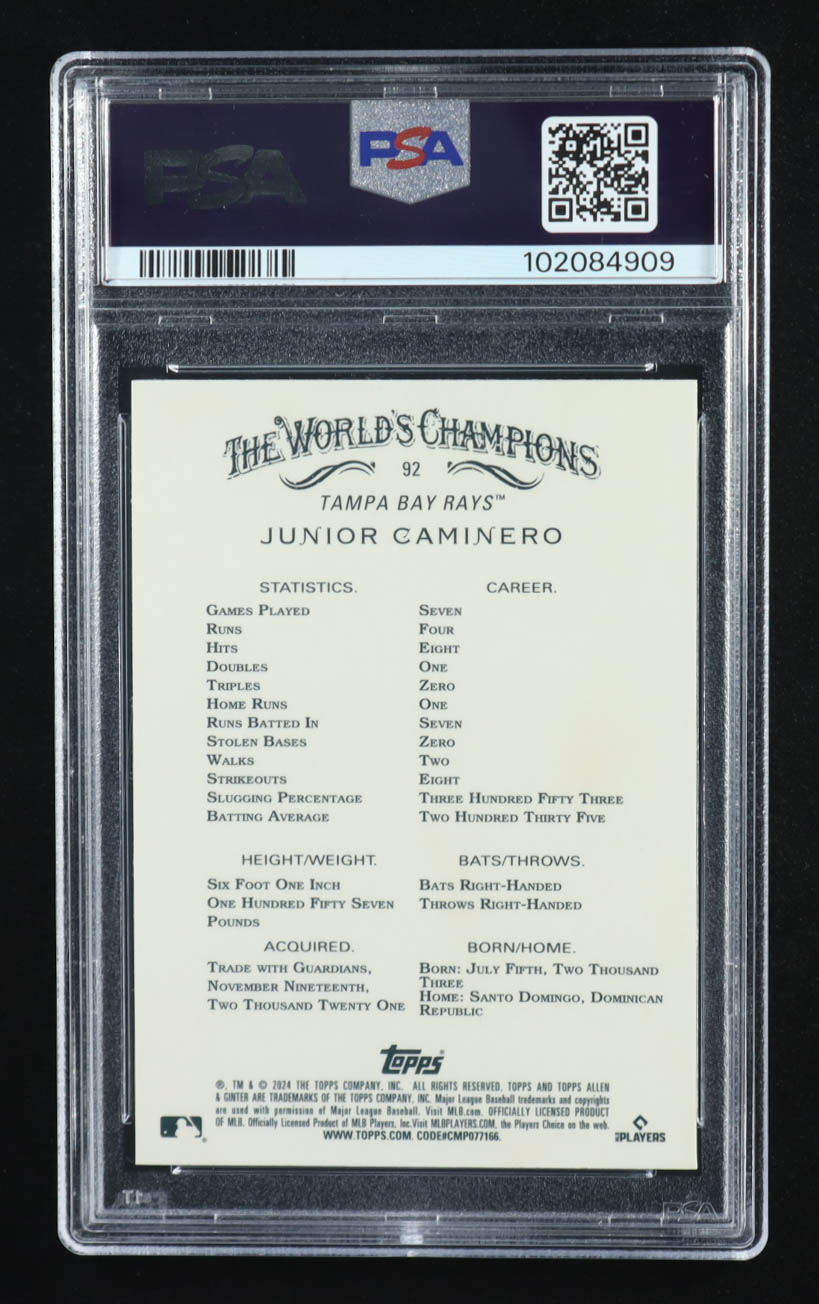 PSA
PSA
102084909
THE WORLD'S CHAMPIONS
92
TAMPA BAY RAYS™
JUNIOR CAMINERO
STATISTICS. CAREER.
GAMES PLAYED SEVEN
RUNS FOUR
HITS EIGHT
DOUBLES ONE
TRIPLES ZERO
HOME RUNS ONE
RUNS BATTED IN SEVEN
STOLEN BASES ZERO
WALKS TWO
STRIKEOUTS EIGHT
SLUGGING PERCENTAGE THREE HUNDRED FIFTY THREE
BATTING AVERAGE TWO HUNDRED THIRTY FIVE
HEIGHT/WEIGHT.
SIX FOOT ONE INCH
ONE HUNDRED FIFTY SEVEN
POUNDS
BATS/THROWS.
BATS RIGHT-HANDED
THROWS RIGHT-HANDED
ACQUIRED.
TRADE WITH GUARDIANS,
NOVEMBER NINETEENTH,
TWO THOUSAND TWENTY ONE
BORN/HOME.
BORN: JULY FIFTH, TWO THOUSAND
THREE
HOME: SANTO DOMINGO, DOMINICAN
REPUBLIC
topps®
®, TM & © 2024 THE TOPPS COMPANY, INC. ALL RIGHTS RESERVED. TOPPS AND TOPPS ALLEN
& GINTER ARE TRADEMARKS OF THE TOPPS COMPANY, INC. Major League Baseball trademarks and copyrights
are used with permission of Major League Baseball. Visit MLB.com. OFFICIALLY LICENSED PRODUCT
OF MLB. Officially Licensed Product of MLB Players, Inc. Visit MLBPLAYERS.COM, the Players Choice on the web.
WWW.TOPPS.COM. CODE#CMP077166.
PLAYERS
PSA